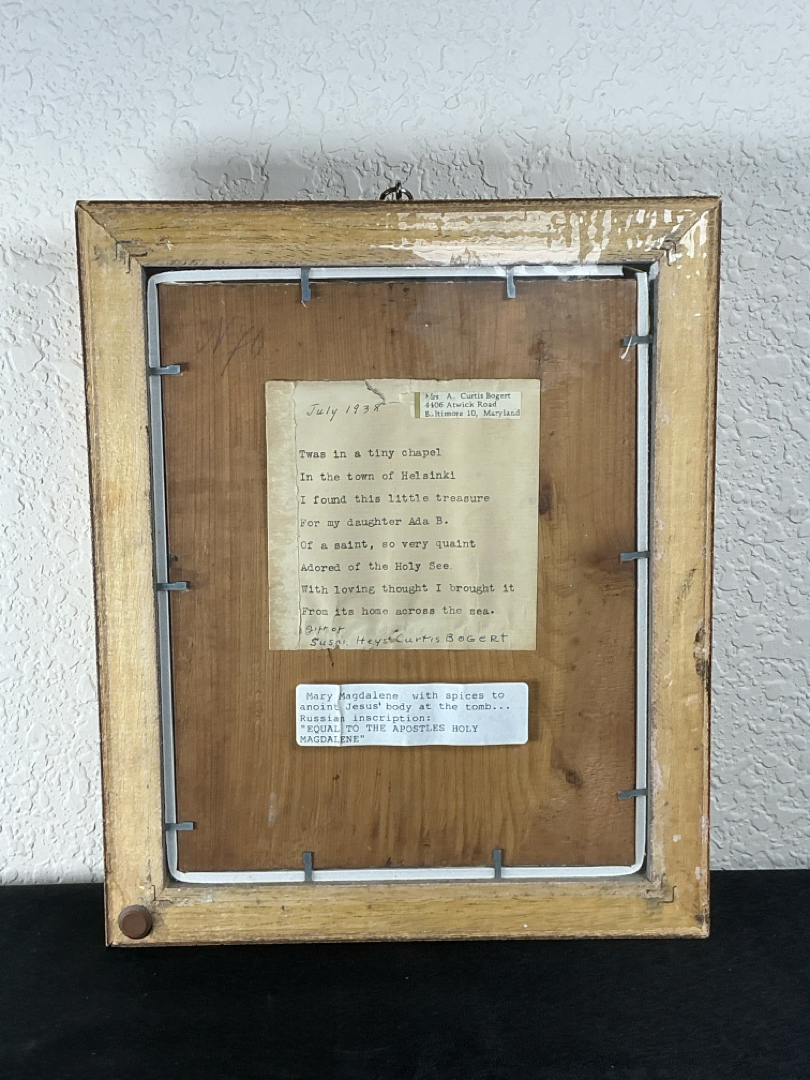 July 1938
Mrs A. Curtis Bogert
4406 Atwick Road
Baltimore 10, Maryland
Twas in a tiny chapel
In the town of Helsinki
I found this little treasure
For my daughter Ada B.
Of a saint, so very quaint
Adored of the Holy See.
With loving thought I brought it
From its home across the sea.
Gift of
Heys Curtis BOGERT
Mary Magdalene with spices to
anoint Jesus' body at the tomb...
Russian inscription:
"EQUAL TO THE APOSTLES HOLY
MAGDALENE"